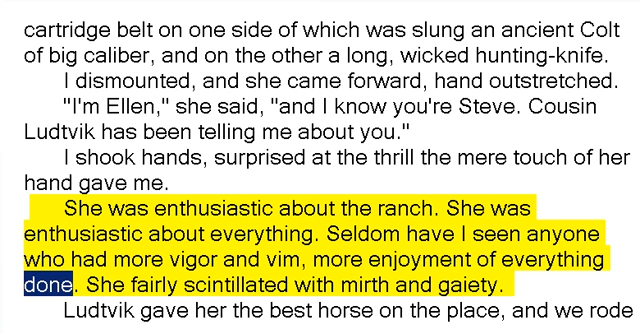 cartridge belt on one side of which was slung an ancient Colt
of big caliber, and on the other a long, wicked hunting-knife.
I dismounted, and she came forward, hand outstretched.
"I'm Ellen," she said, "and I know you're Steve. Cousin
Ludtvik has been telling me about you."
I shook hands, surprised at the thrill the mere touch of her
hand gave me.
She was enthusiastic about the ranch. She was
enthusiastic about everything. Seldom have I seen anyone
who had more vigor and vim, more enjoyment of everything
done. She fairly scintillated with mirth and gaiety.
Ludtvik gave her the best horse on the place, and we rode